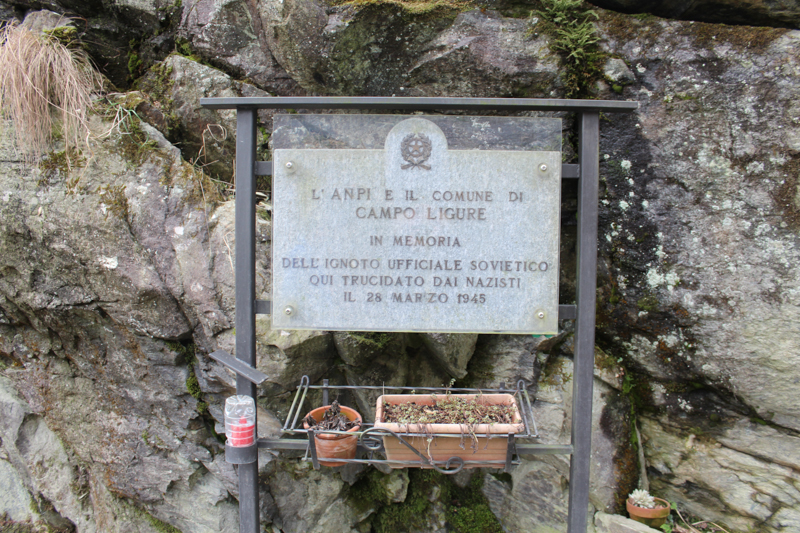 L'ANPI E IL COMUNE DI
CAMPO LIGURE
IN MEMORIA
DELL'IGNOTO UFFICIALE SOVIETICO
QUI TRUCIDATO DAI NAZISTI
IL 28 MARZO 1945